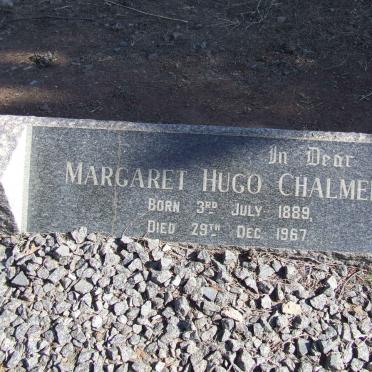 In Dear
MARGARET HUGO CHALME
BORN 3RD JULY 1889,
DIED 29TH DEC. 1967.